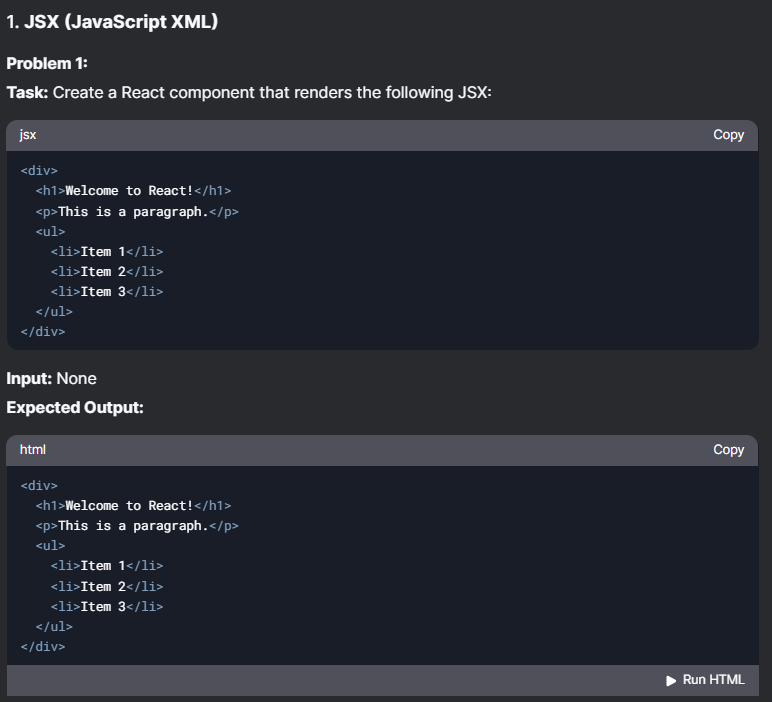 1. JSX (JavaScript XML)
Problem 1:
Task: Create a React component that renders the following JSX:
jsx Copy
<div>
  <h1>Welcome to React!</h1>
  <p>This is a paragraph.</p>
  <ul>
    <li>Item 1</li>
    <li>Item 2</li>
    <li>Item 3</li>
  </ul>
</div>
Input: None
Expected Output:
html Copy
<div>
  <h1>Welcome to React!</h1>
  <p>This is a paragraph.</p>
  <ul>
    <li>Item 1</li>
    <li>Item 2</li>
    <li>Item 3</li>
  </ul>
</div>
Run HTML